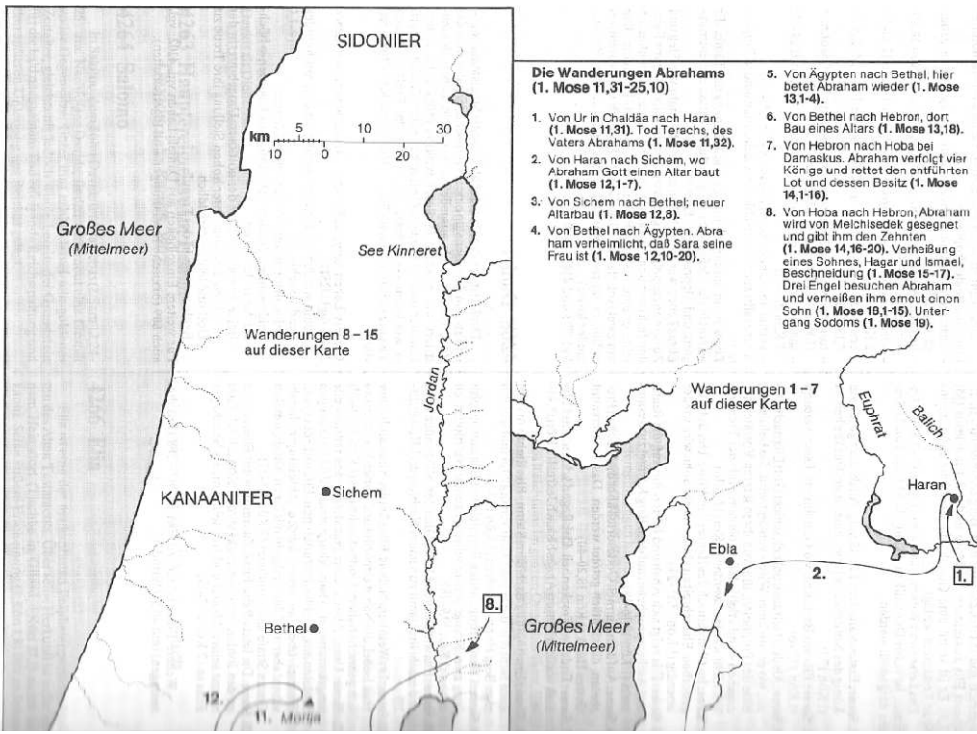 SIDONIER
km
5
10
30
10
0
20
Großes Meer
(Mittelmeer)
See Kinneret
Wanderungen 8–15
auf dieser Karte
Jordan
KANAANITER
Sichem
Bethel
8.
12.
11. Morija
Die Wanderungen Abrahams
(1. Mose 11,31-25,10)
1. Von Ur in Chaldäa nach Haran
(1. Mose 11,31). Tod Terachs, des
Vaters Abrahams (1. Mose 11,32).
2. Von Haran nach Sichem, wo
Abraham Gott einen Altar baut
(1. Mose 12,1-7).
3. Von Sichem nach Bethel; neuer
Altarbau (1. Mose 12,8).
4. Von Bethel nach Ägypten. Abra
ham verheimlicht, daß Sara seine
Frau ist (1. Mose 12,10-20).
5. Von Ägypten nach Bethel, hier
betet Abraham wieder (1. Mose
13,1-4).
6. Von Bethel nach Hebron, dort
Bau eines Altars (1. Mose 13,18).
7. Von Hebron nach Hoba bei
Damaskus. Abraham verfolgt vier
Könige und rettet den entführten
Lot und dessen Besitz (1. Mose
14,1-16).
8. Von Hoba nach Hebron; Abraham
wird von Melchisedek gesegnet
und gibt ihm den Zehnten
(1. Mose 14,16-20). Verheißung
eines Sohnes, Hagar und Ismael,
Beschneidung (1. Mose 15-17).
Drei Engel besuchen Abraham
und verheißen ihm erneut einen
Sohn (1. Mose 18,1-15). Unter-
gang Sodoms (1. Mose 19).
Wanderungen 1–7
auf dieser Karte
Euphrat
Balich
Haran
Ebla
2.
1.
Großes Meer
(Mittelmeer)